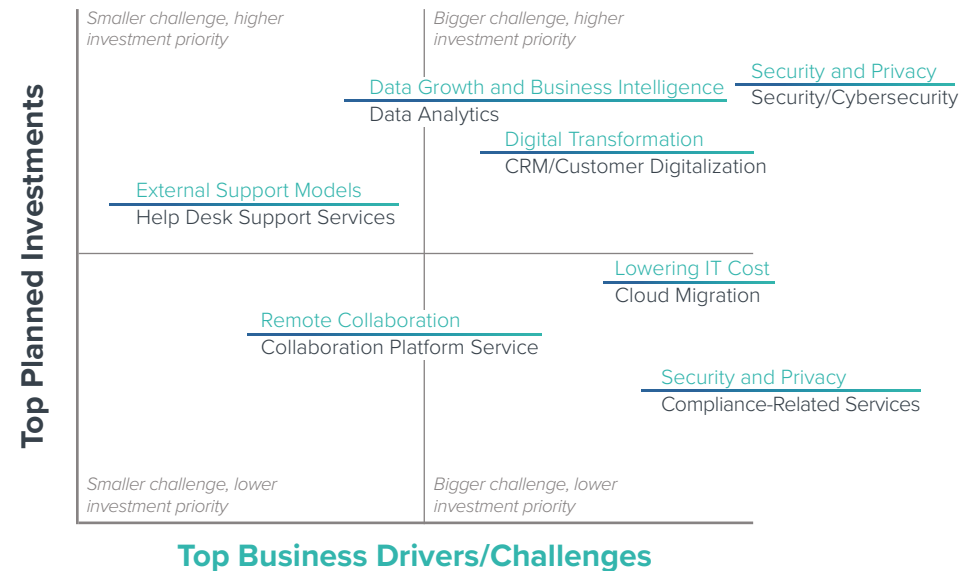 Top Planned Investments
Smaller challenge, higher
investment priority
Bigger challenge, higher
investment priority
Security and Privacy
Security/Cybersecurity
Data Growth and Business Intelligence
Data Analytics
Digital Transformation
CRM/Customer Digitalization
External Support Models
Help Desk Support Services
Lowering IT Cost
Cloud Migration
Remote Collaboration
Collaboration Platform Service
Security and Privacy
Compliance-Related Services
Smaller challenge, lower
investment priority
Bigger challenge, lower
investment priority
Top Business Drivers/Challenges